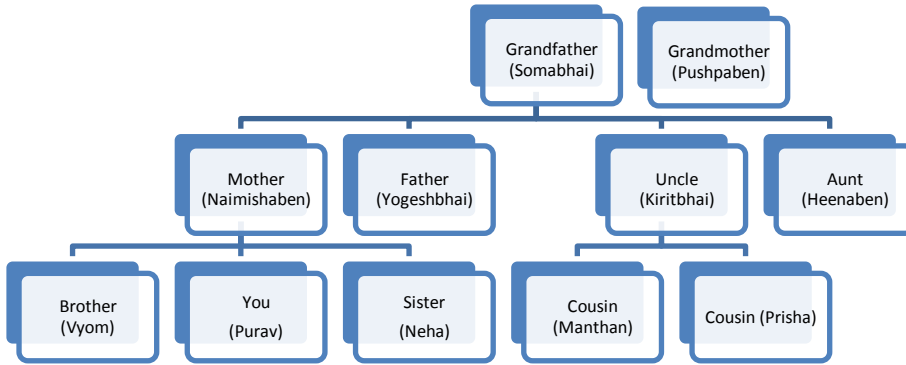 Grandfather
(Somabhai)
Grandmother
(Pushpaben)
Mother
(Naimishaben)
Father
(Yogeshbhai)
Uncle
(Kiritbhai)
Aunt
(Heenaben)
Brother
(Vyom)
You
(Purav)
Sister
(Neha)
Cousin
(Manthan)
Cousin (Prisha)